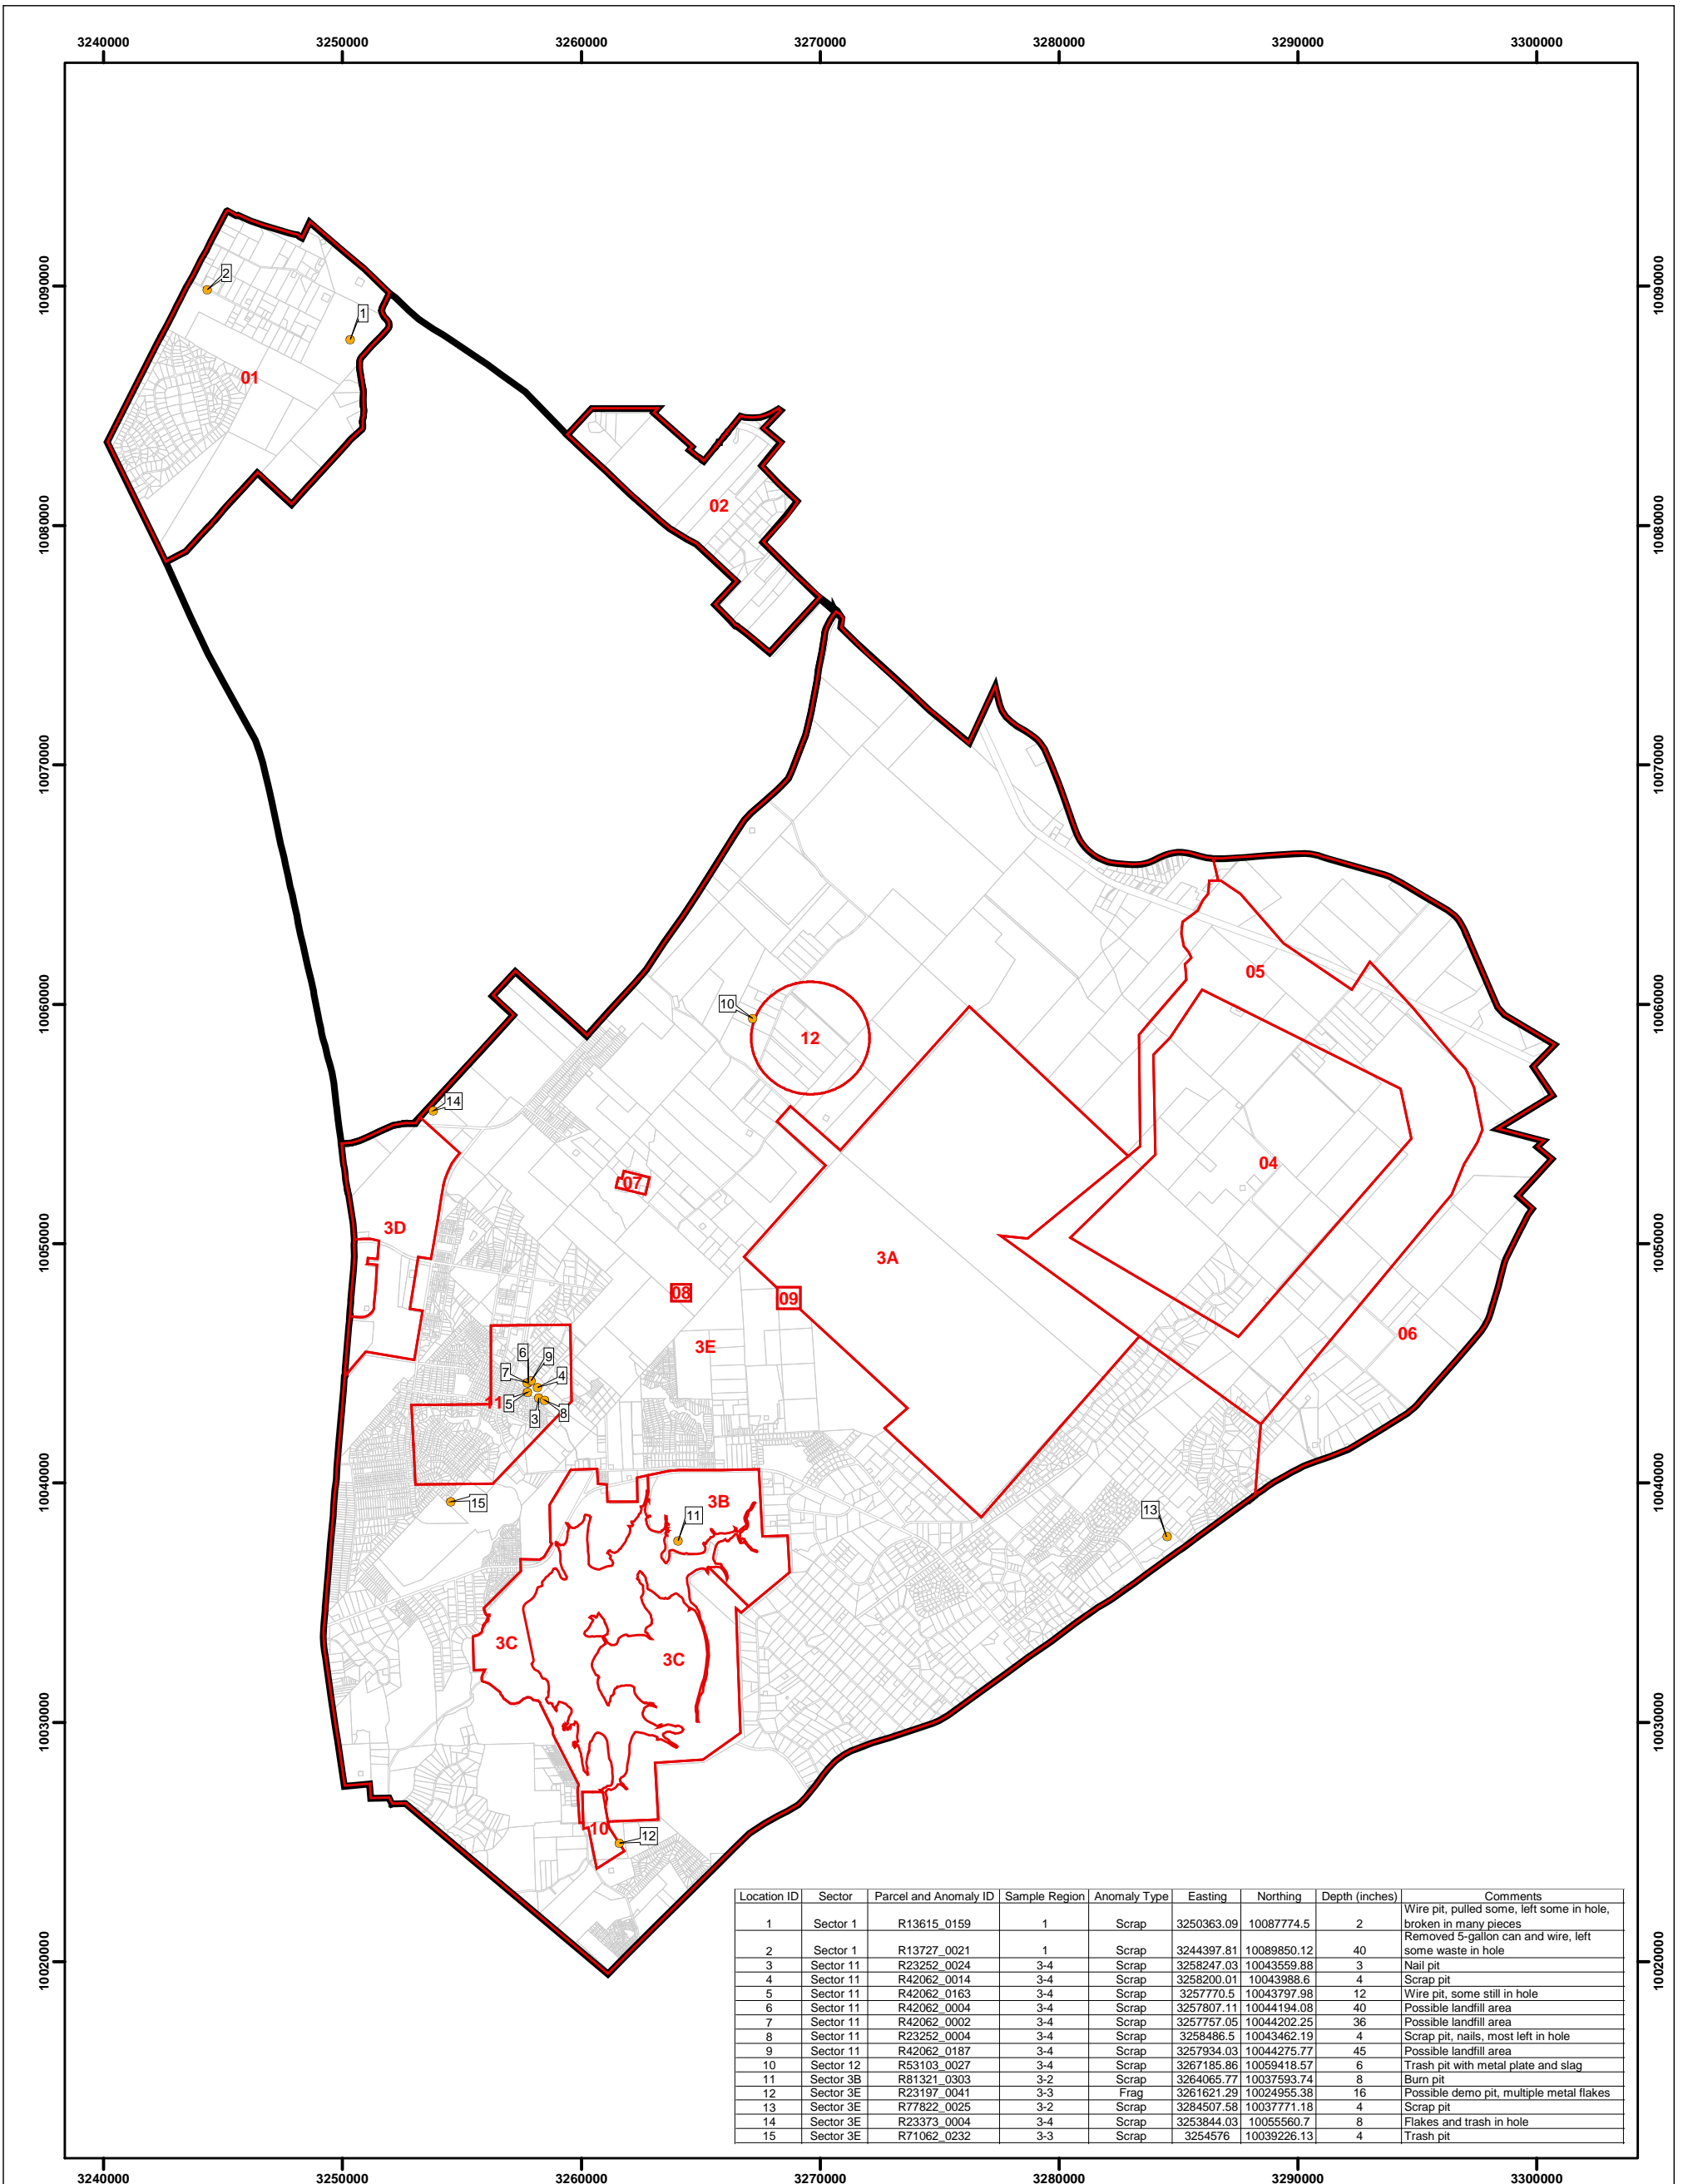 3240000 3250000 3260000 3270000 3280000 3290000 3300000
10090000 10090000
2
1
01
02
10080000 10080000
10070000 10070000
10060000 10060000
05
10
12
14
04
07
3D
10050000 10050000
3A
08
09
06
3E
6
9
7
4
11
5
3
8
10040000 10040000
15
3B
11
13
3C
3C
10030000 10030000
10
12
10020000 10020000
Location ID Sector Parcel and Anomaly ID Sample Region Anomaly Type Easting Northing Depth (inches) Comments
1 Sector 1 R13615_0159 1 Scrap 3250363.09 10087774.5 2 Wire pit, pulled some, left some in hole,
broken in many pieces
2 Sector 1 R13727_0021 1 Scrap 3244397.81 10089850.12 40 Removed 5-gallon can and wire, left
some waste in hole
3 Sector 11 R23252_0024 3-4 Scrap 3258247.03 10043559.88 3 Nail pit
4 Sector 11 R42062_0014 3-4 Scrap 3258200.01 10043988.6 4 Scrap pit
5 Sector 11 R42062_0163 3-4 Scrap 3257770.5 10043797.98 12 Wire pit, some still in hole
6 Sector 11 R42062_0004 3-4 Scrap 3257807.11 10044194.08 40 Possible landfill area
7 Sector 11 R42062_0002 3-4 Scrap 3257757.05 10044202.25 36 Possible landfill area
8 Sector 11 R23252_0004 3-4 Scrap 3258486.5 10043462.19 4 Scrap pit, nails, most left in hole
9 Sector 11 R42062_0187 3-4 Scrap 3257934.03 10044275.77 45 Possible landfill area
10 Sector 12 R53103_0027 3-4 Scrap 3267185.86 10059418.57 6 Trash pit with metal plate and slag
11 Sector 3B R81321_0303 3-2 Scrap 3264065.77 10037593.74 8 Burn pit
12 Sector 3E R23197_0041 3-3 Frag 3261621.29 10024955.38 16 Possible demo pit, multiple metal flakes
13 Sector 3E R77822_0025 3-2 Scrap 3284507.58 10037771.18 4 Scrap pit
14 Sector 3E R23373_0004 3-4 Scrap 3253844.03 10055560.7 8 Flakes and trash in hole
15 Sector 3E R71062_0232 3-3 Scrap 3254576 10039226.13 4 Trash pit
3240000 3250000 3260000 3270000 3280000 3290000 3300000